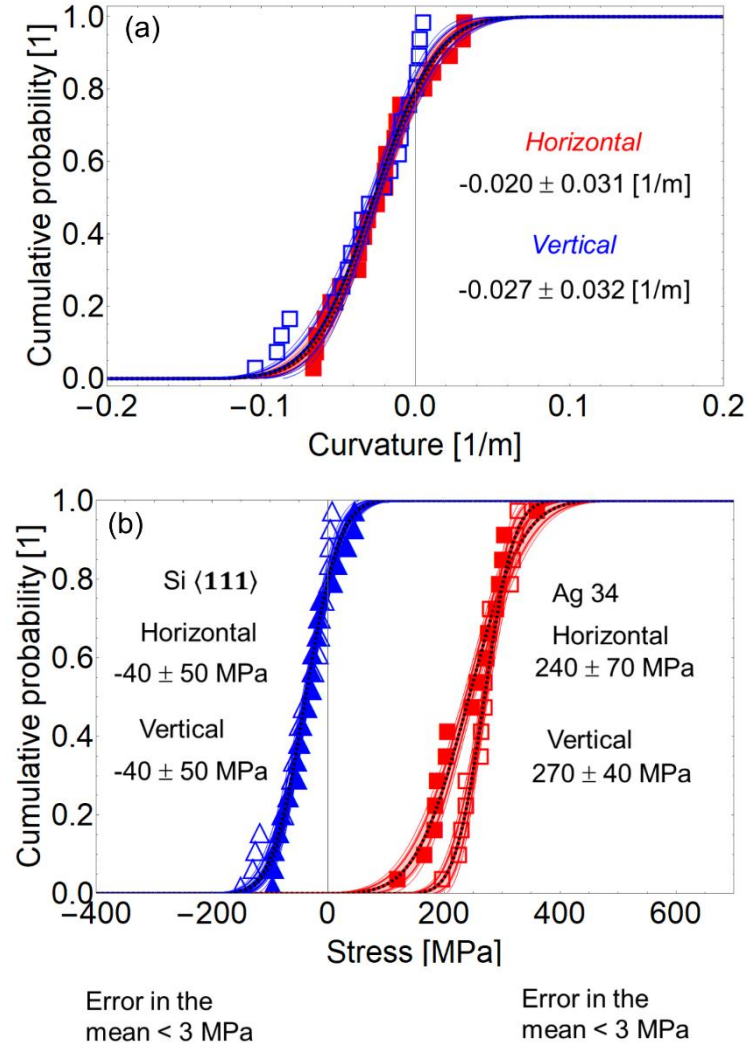 (a)
Cumulative probability [1]
1.0
0.8
0.6
0.4
0.2
0.0
Horizontal
-0.020 ± 0.031 [1/m]
Vertical
-0.027 ± 0.032 [1/m]
−0.2 −0.1 0.0 0.1 0.2
Curvature [1/m]
(b)
Cumulative probability [1]
1.0
0.8
0.6
0.4
0.2
0.0
Si ⟨111⟩
Horizontal
-40 ± 50 MPa
Vertical
-40 ± 50 MPa
Ag 34
Horizontal
240 ± 70 MPa
Vertical
270 ± 40 MPa
−400 −200 0 200 400 600
Stress [MPa]
Error in the
mean < 3 MPa
Error in the
mean < 3 MPa